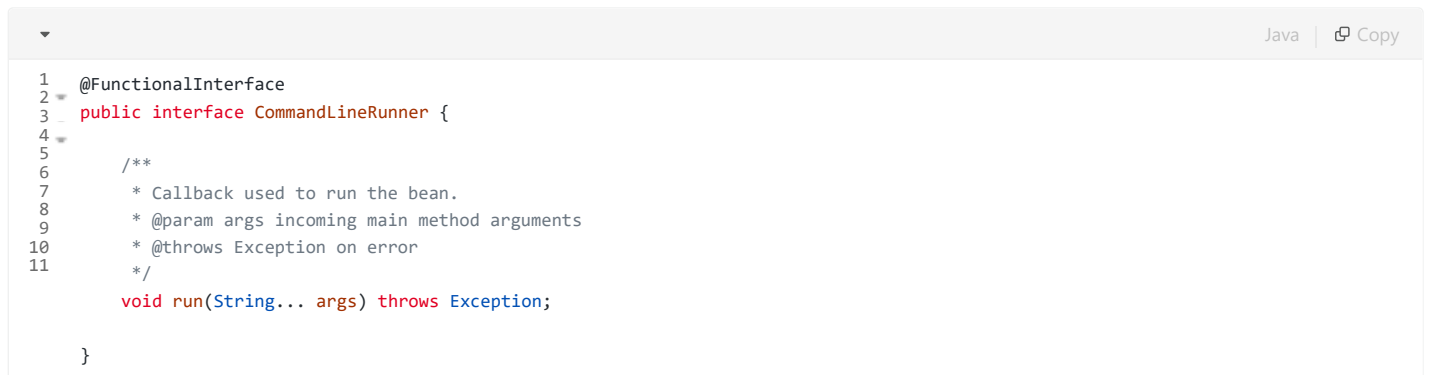 Java | Copy
1 @FunctionalInterface
2 public interface CommandLineRunner {
3
4     /**
5      * Callback used to run the bean.
6      * @param args incoming main method arguments
7      * @throws Exception on error
8      */
9     void run(String... args) throws Exception;
10
11 }